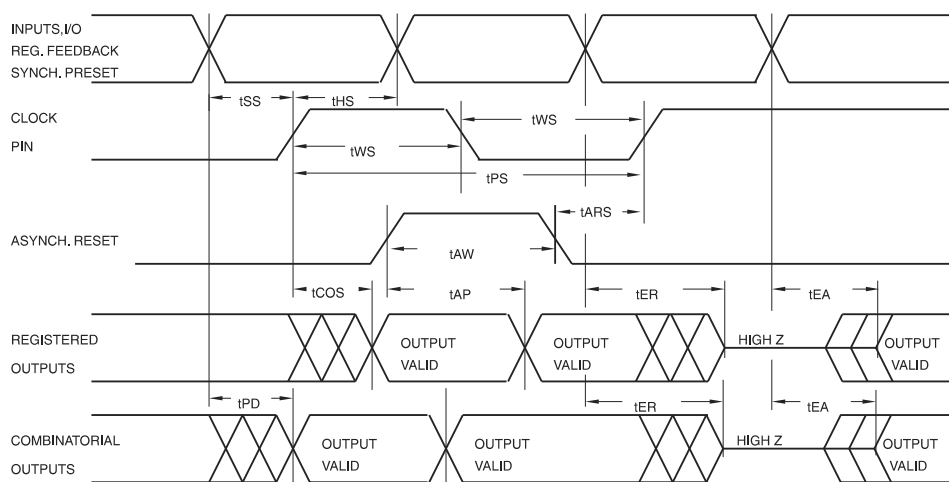 INPUTS,I/O
REG. FEEDBACK
SYNCH. PRESET
tSS
tHS
CLOCK
PIN
tWS
tWS
tPS
tARS
ASYNCH. RESET
tAW
tCOS
tAP
tER
tEA
REGISTERED
OUTPUTS
OUTPUT
VALID
OUTPUT
VALID
HIGH Z
OUTPUT
VALID
tPD
tER
tEA
COMBINATORIAL
OUTPUTS
OUTPUT
VALID
OUTPUT
VALID
HIGH Z
OUTPUT
VALID